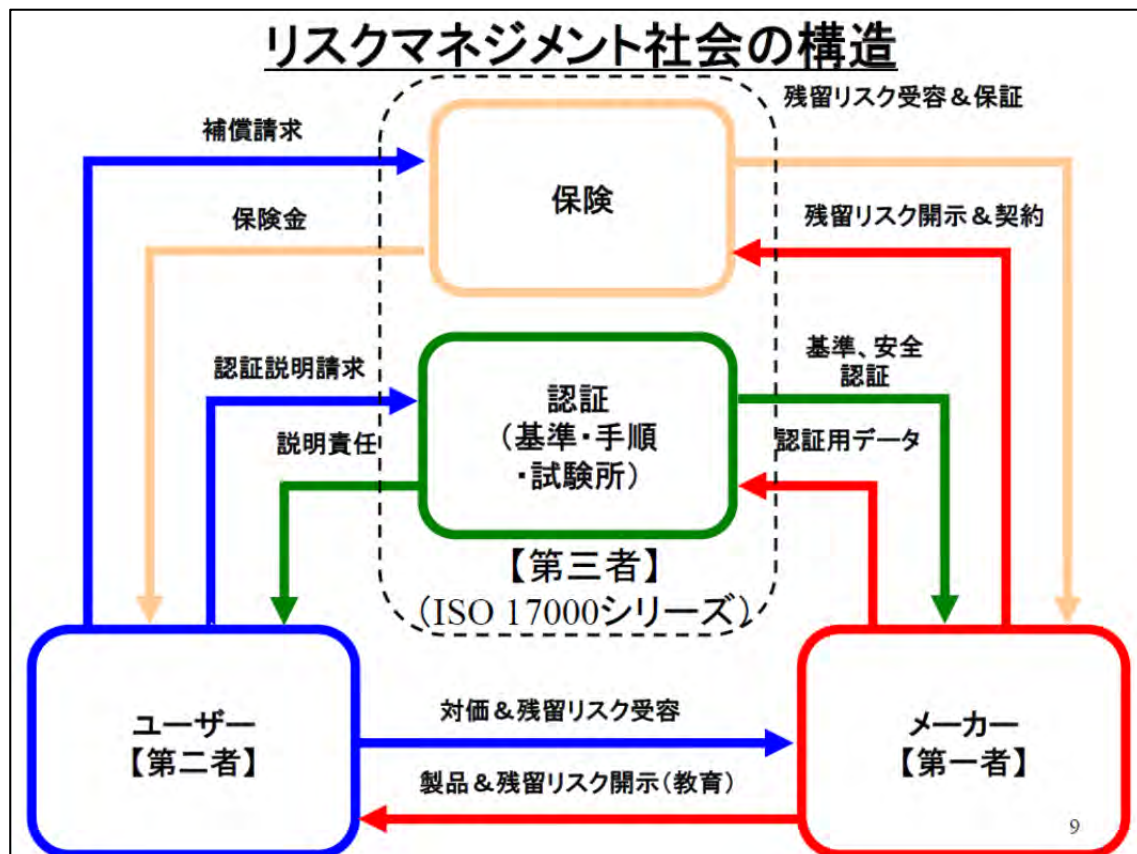 リスクマネジメント社会の構造
残留リスク受容＆保証
補償請求
保険
保険金
残留リスク開示＆契約
認証説明請求
基準、安全
認証
認証
（基準・手順
・試験所）
説明責任
認証用データ
【第三者】
（ISO 17000シリーズ）
ユーザー
【第二者】
対価＆残留リスク受容
製品＆残留リスク開示（教育）
メーカー
【第一者】
9